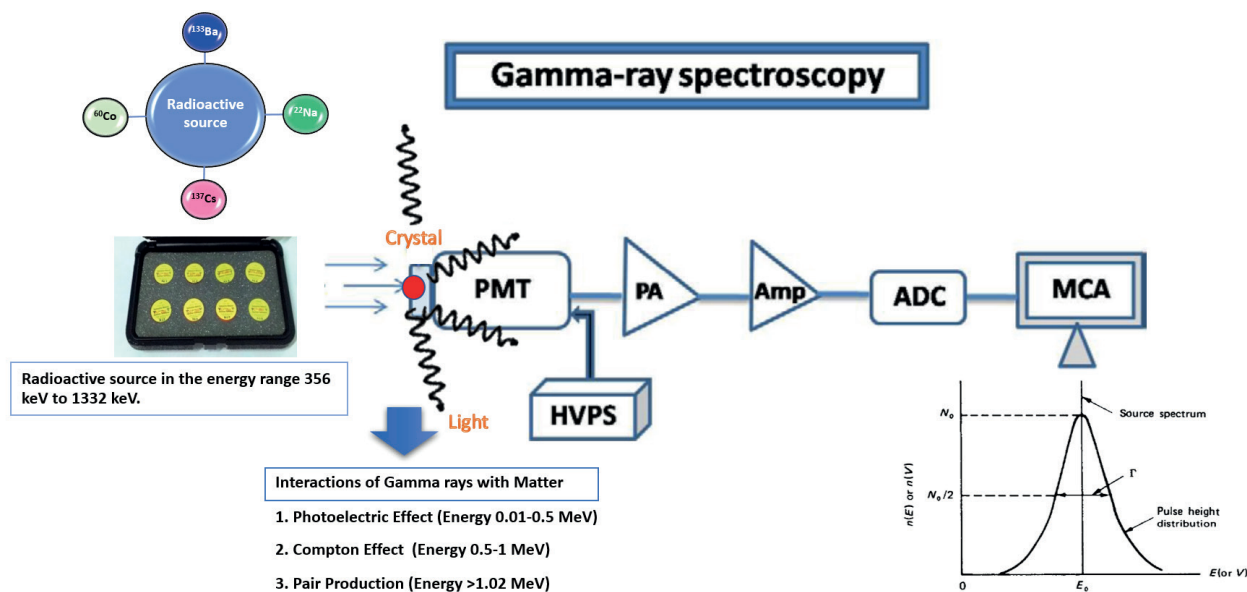 Gamma-ray spectroscopy
¹³³Ba
Radioactive
source
⁶⁰Co
²²Na
¹³⁷Cs
Radioactive source in the energy range 356
keV to 1332 keV.
Crystal
PMT
PA
Amp
ADC
MCA
HVPS
Light
Interactions of Gamma rays with Matter
1. Photoelectric Effect (Energy 0.01-0.5 MeV)
2. Compton Effect (Energy 0.5-1 MeV)
3. Pair Production (Energy >1.02 MeV)
N₀
Source spectrum
Γ
N₀/2
n(E) or n(V)
Pulse height
distribution
0
E₀
E(or V)